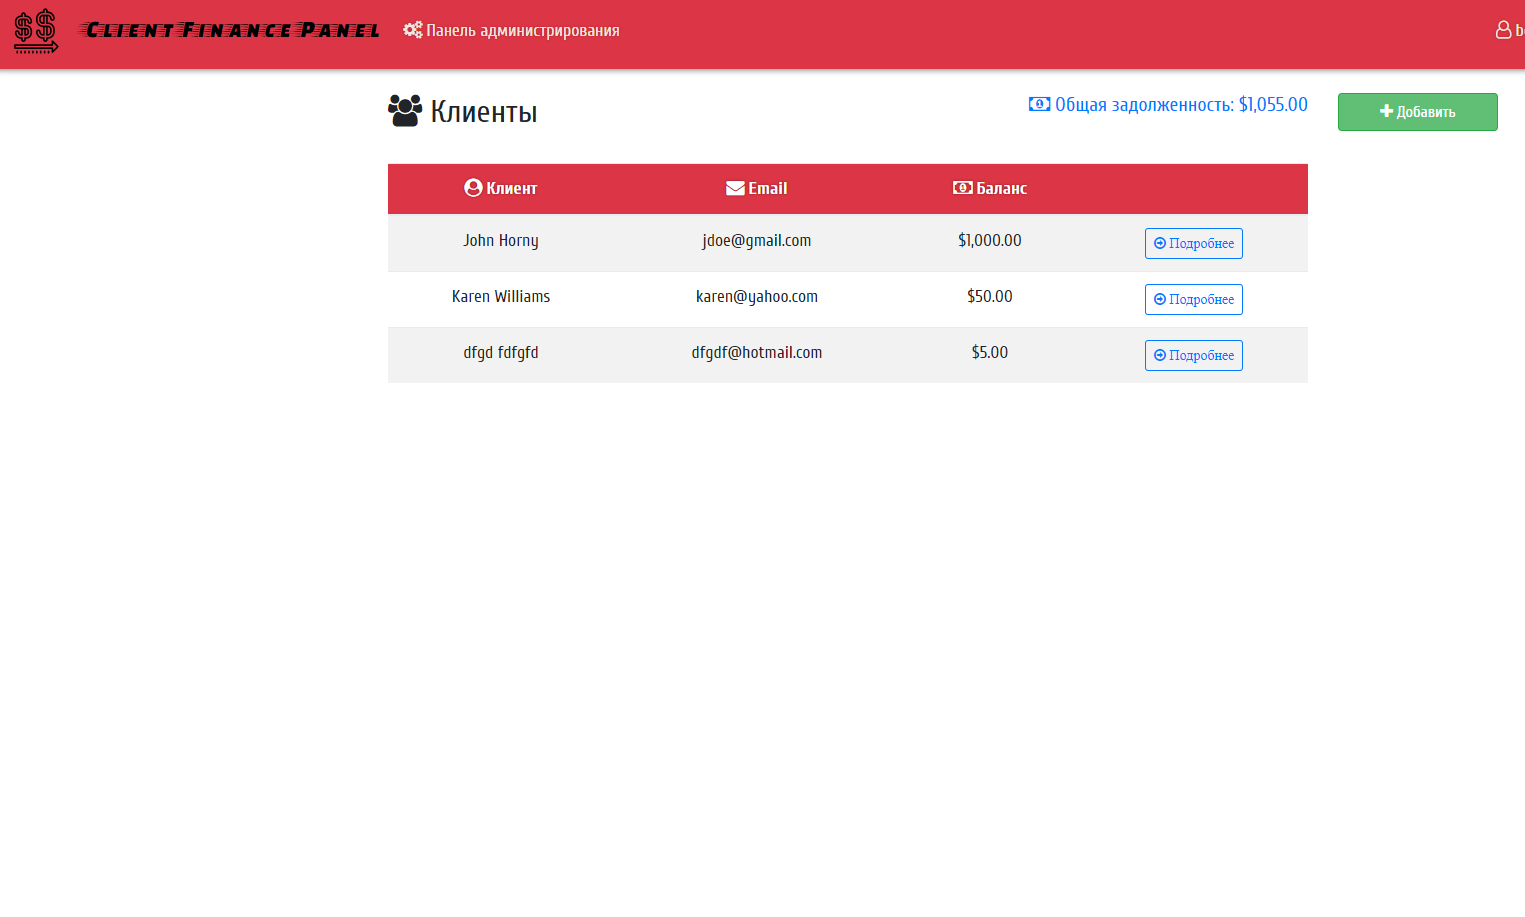 Client Finance Panel Панель администрирования
Клиенты Общая задолженность: $1,055.00 Добавить
Клиент Email Баланс
John Horny jdoe@gmail.com $1,000.00 Подробнее
Karen Williams karen@yahoo.com $50.00 Подробнее
dfgd fdfgfd dfgdf@hotmail.com $5.00 Подробнее